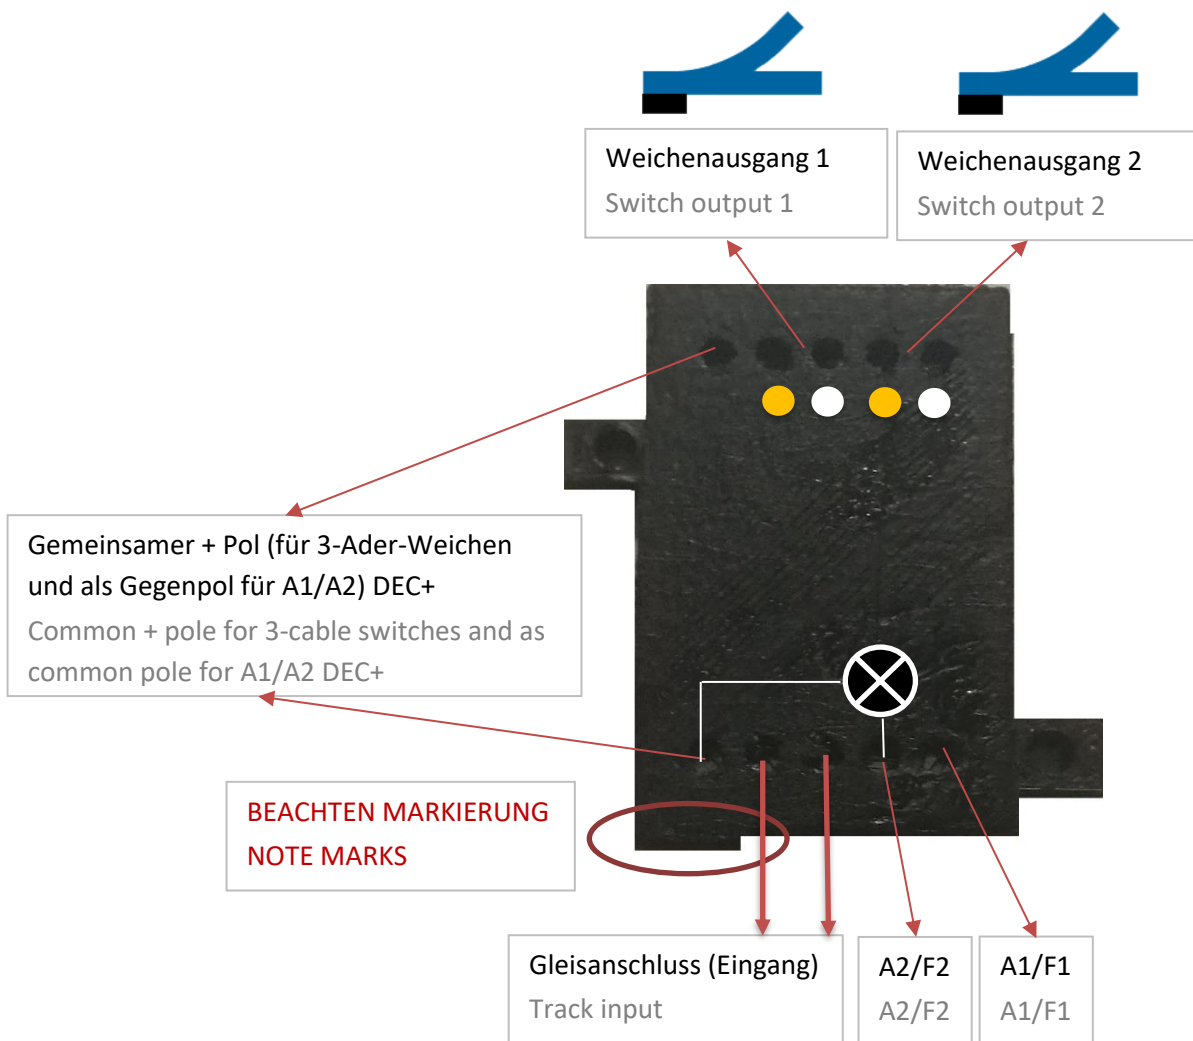 Weichenausgang 1
Switch output 1
Weichenausgang 2
Switch output 2
Gemeinsamer + Pol (für 3-Ader-Weichen
und als Gegenpol für A1/A2) DEC+
Common + pole for 3-cable switches and as
common pole for A1/A2 DEC+
BEACHTEN MARKIERUNG
NOTE MARKS
Gleisanschluss (Eingang)
Track input
A2/F2
A2/F2
A1/F1
A1/F1